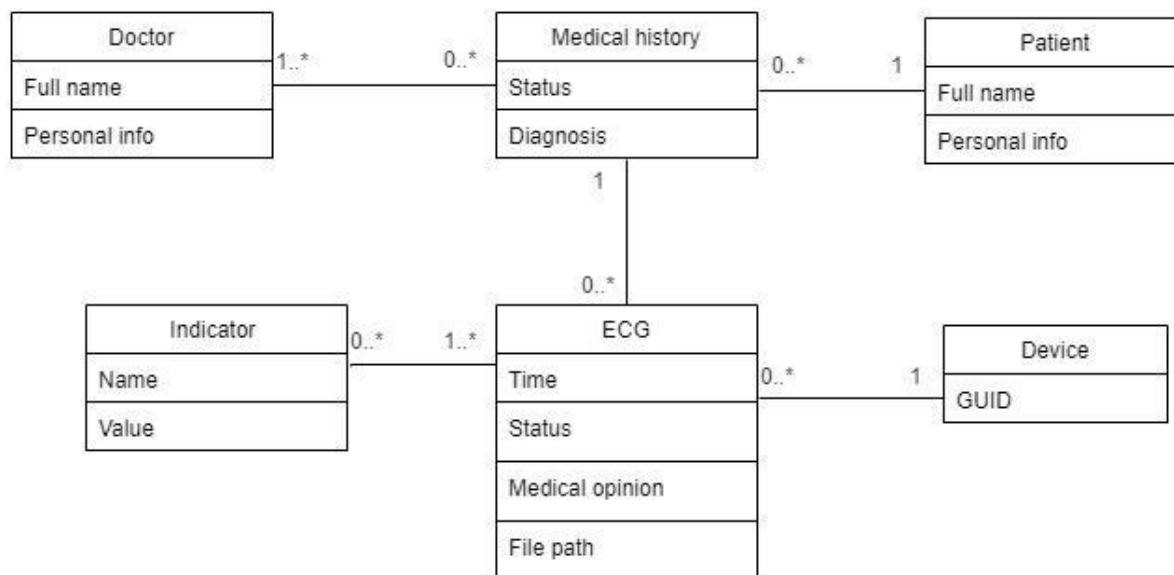 Doctor
Full name
Personal info
1..*
0..*
Medical history
Status
Diagnosis
0..*
1
Patient
Full name
Personal info
1
0..*
Indicator
Name
Value
0..*
1..*
ECG
Time
Status
Medical opinion
File path
0..*
1
Device
GUID